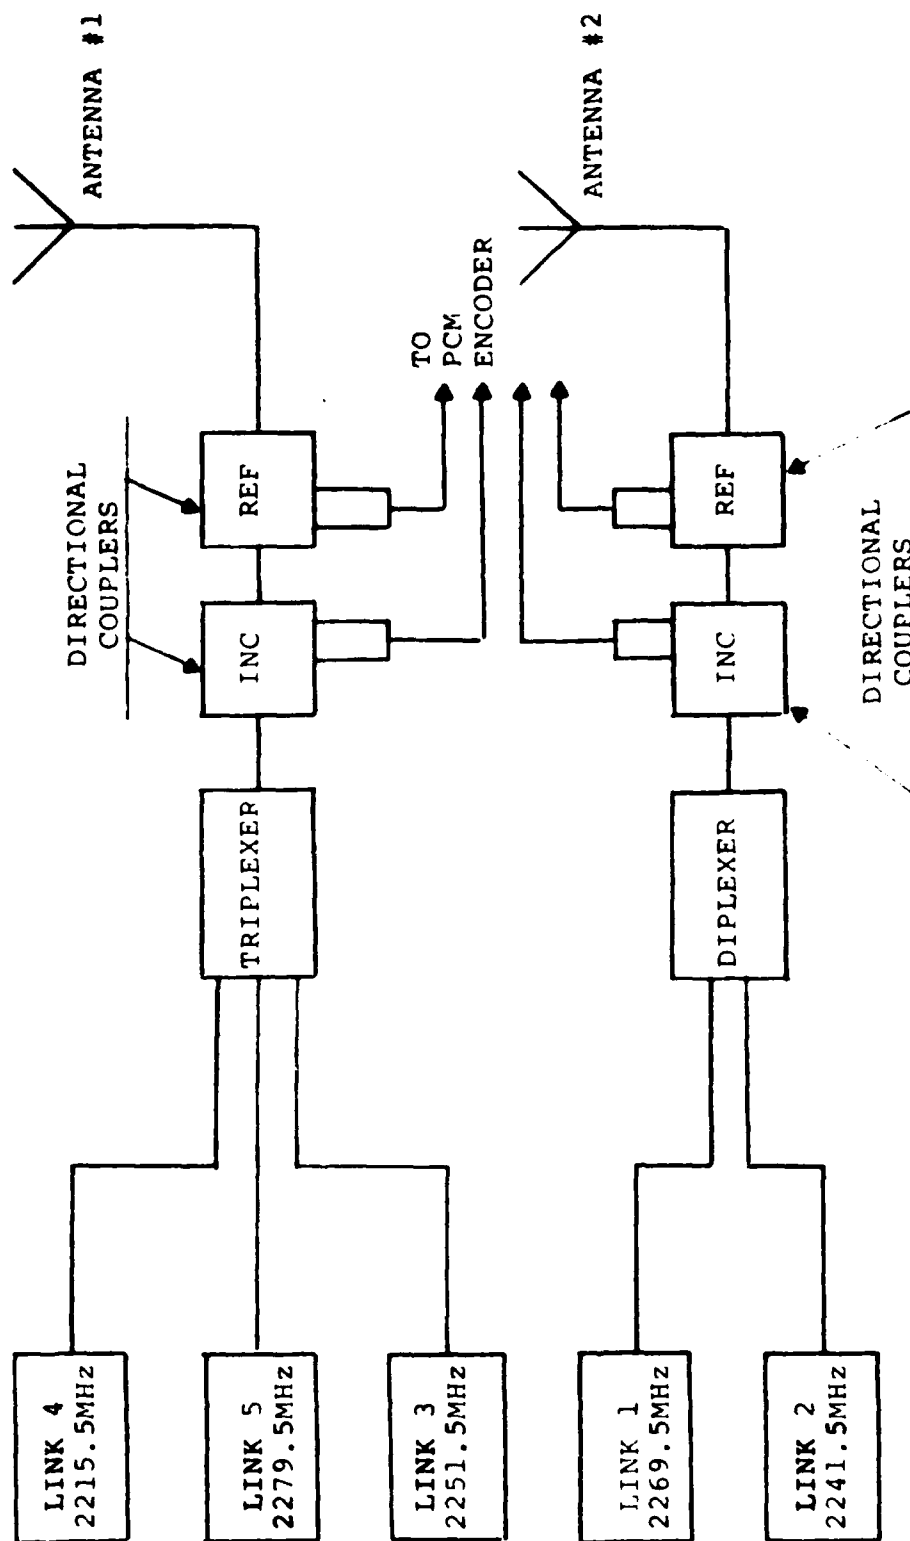 LINK 4
2215.5MHz
LINK 5
2279.5MHz
LINK 3
2251.5MHz
LINK 1
2269.5MHz
LINK 2
2241.5MHz
TRIPLEXER
DIPLEXER
DIRECTIONAL
COUPLERS
INC
REF
INC
REF
DIRECTIONAL
COUPLERS
TO
PCM
ENCODER
ANTENNA #1
ANTENNA #2